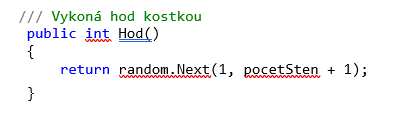 /// Vykoná hod kostkou
public int Hod()
{
return random.Next(1, pocetSten + 1);
}